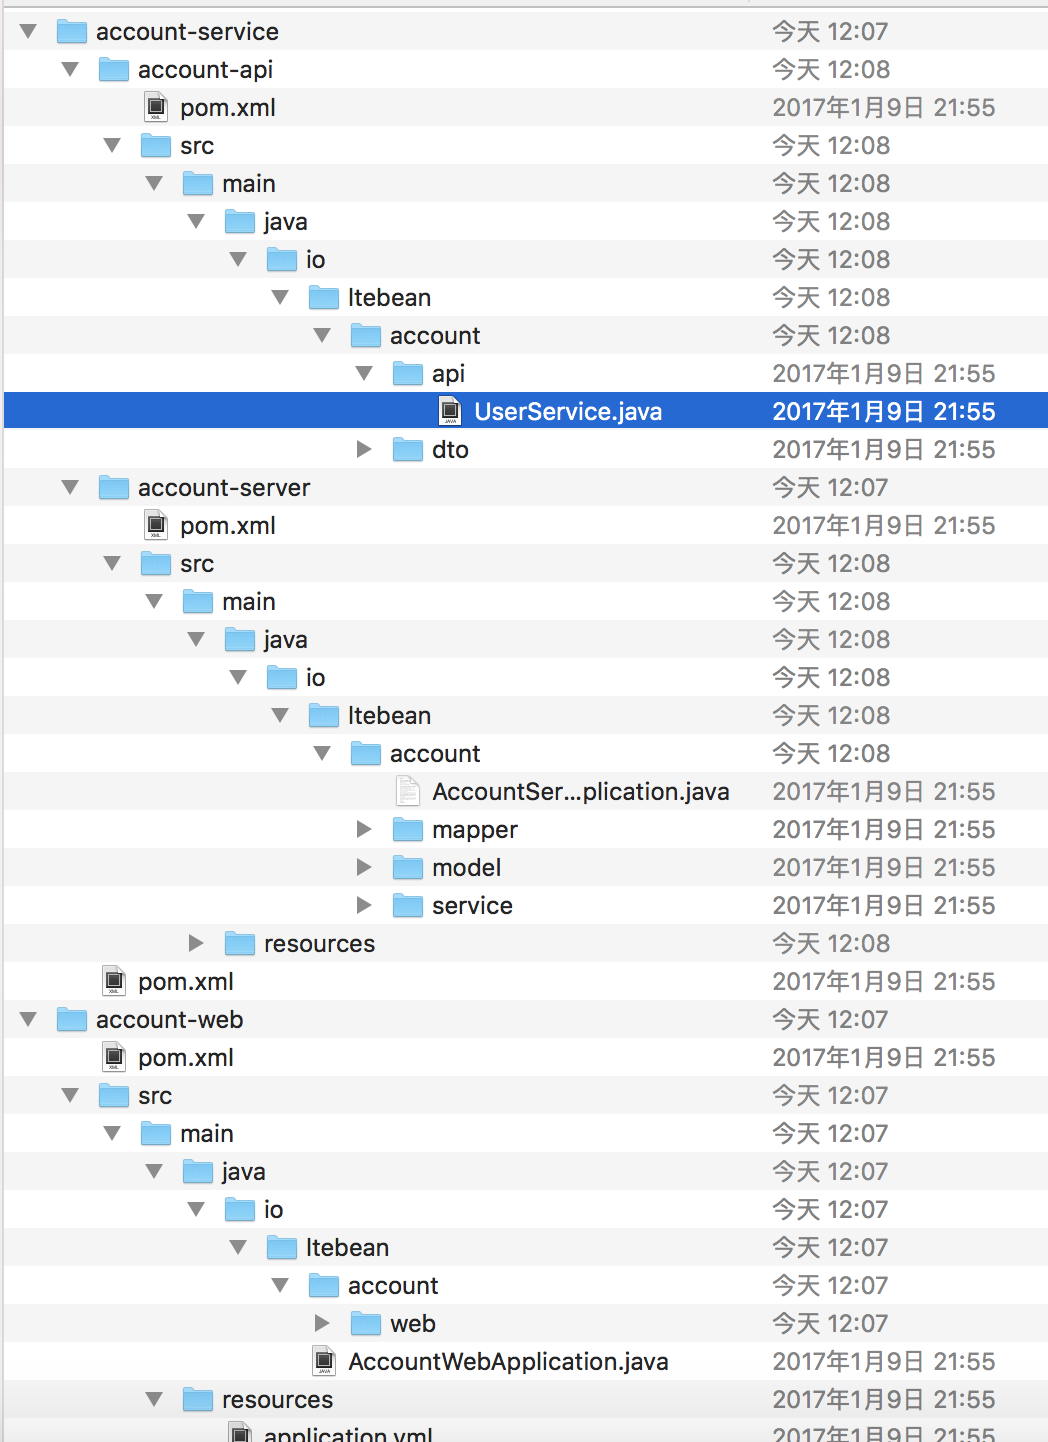 account-service 今天 12:07
account-api 今天 12:08
pom.xml 2017年1月9日 21:55
src 今天 12:08
main 今天 12:08
java 今天 12:08
io 今天 12:08
ltebean 今天 12:08
account 今天 12:08
api 2017年1月9日 21:55
UserService.java 2017年1月9日 21:55
dto 2017年1月9日 21:55
account-server 今天 12:07
pom.xml 2017年1月9日 21:55
src 今天 12:08
main 今天 12:08
java 今天 12:08
io 今天 12:08
ltebean 今天 12:08
account 今天 12:08
AccountSer...plication.java 2017年1月9日 21:55
mapper 2017年1月9日 21:55
model 2017年1月9日 21:55
service 2017年1月9日 21:55
resources 今天 12:08
pom.xml 2017年1月9日 21:55
account-web 今天 12:07
pom.xml 2017年1月9日 21:55
src 今天 12:07
main 今天 12:07
java 今天 12:07
io 今天 12:07
ltebean 今天 12:07
account 今天 12:07
web 今天 12:07
AccountWebApplication.java 2017年1月9日 21:55
resources 2017年1月9日 21:55
application.yml 2017年1月9日 21:55